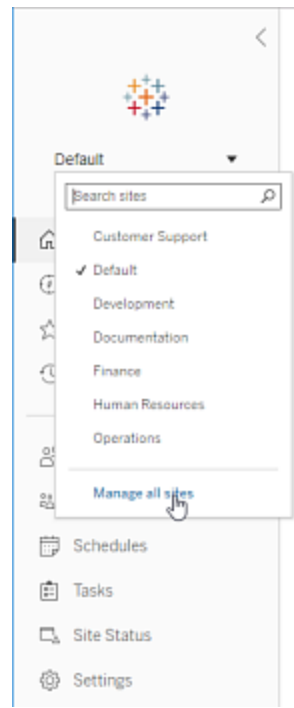 Default
Search sites
Customer Support
Default
Development
Documentation
Finance
Human Resources
Operations
Manage all sites
Schedules
Tasks
Site Status
Settings